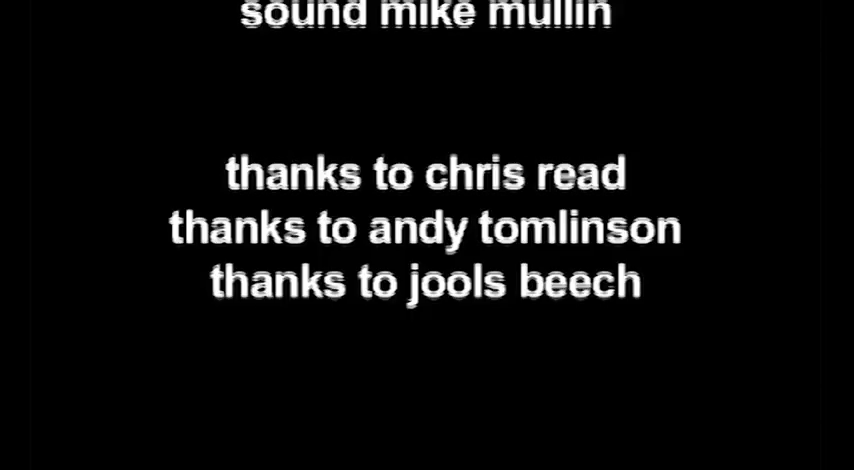 sound mike mullin
thanks to chris read
thanks to andy tomlinson
thanks to jools beech